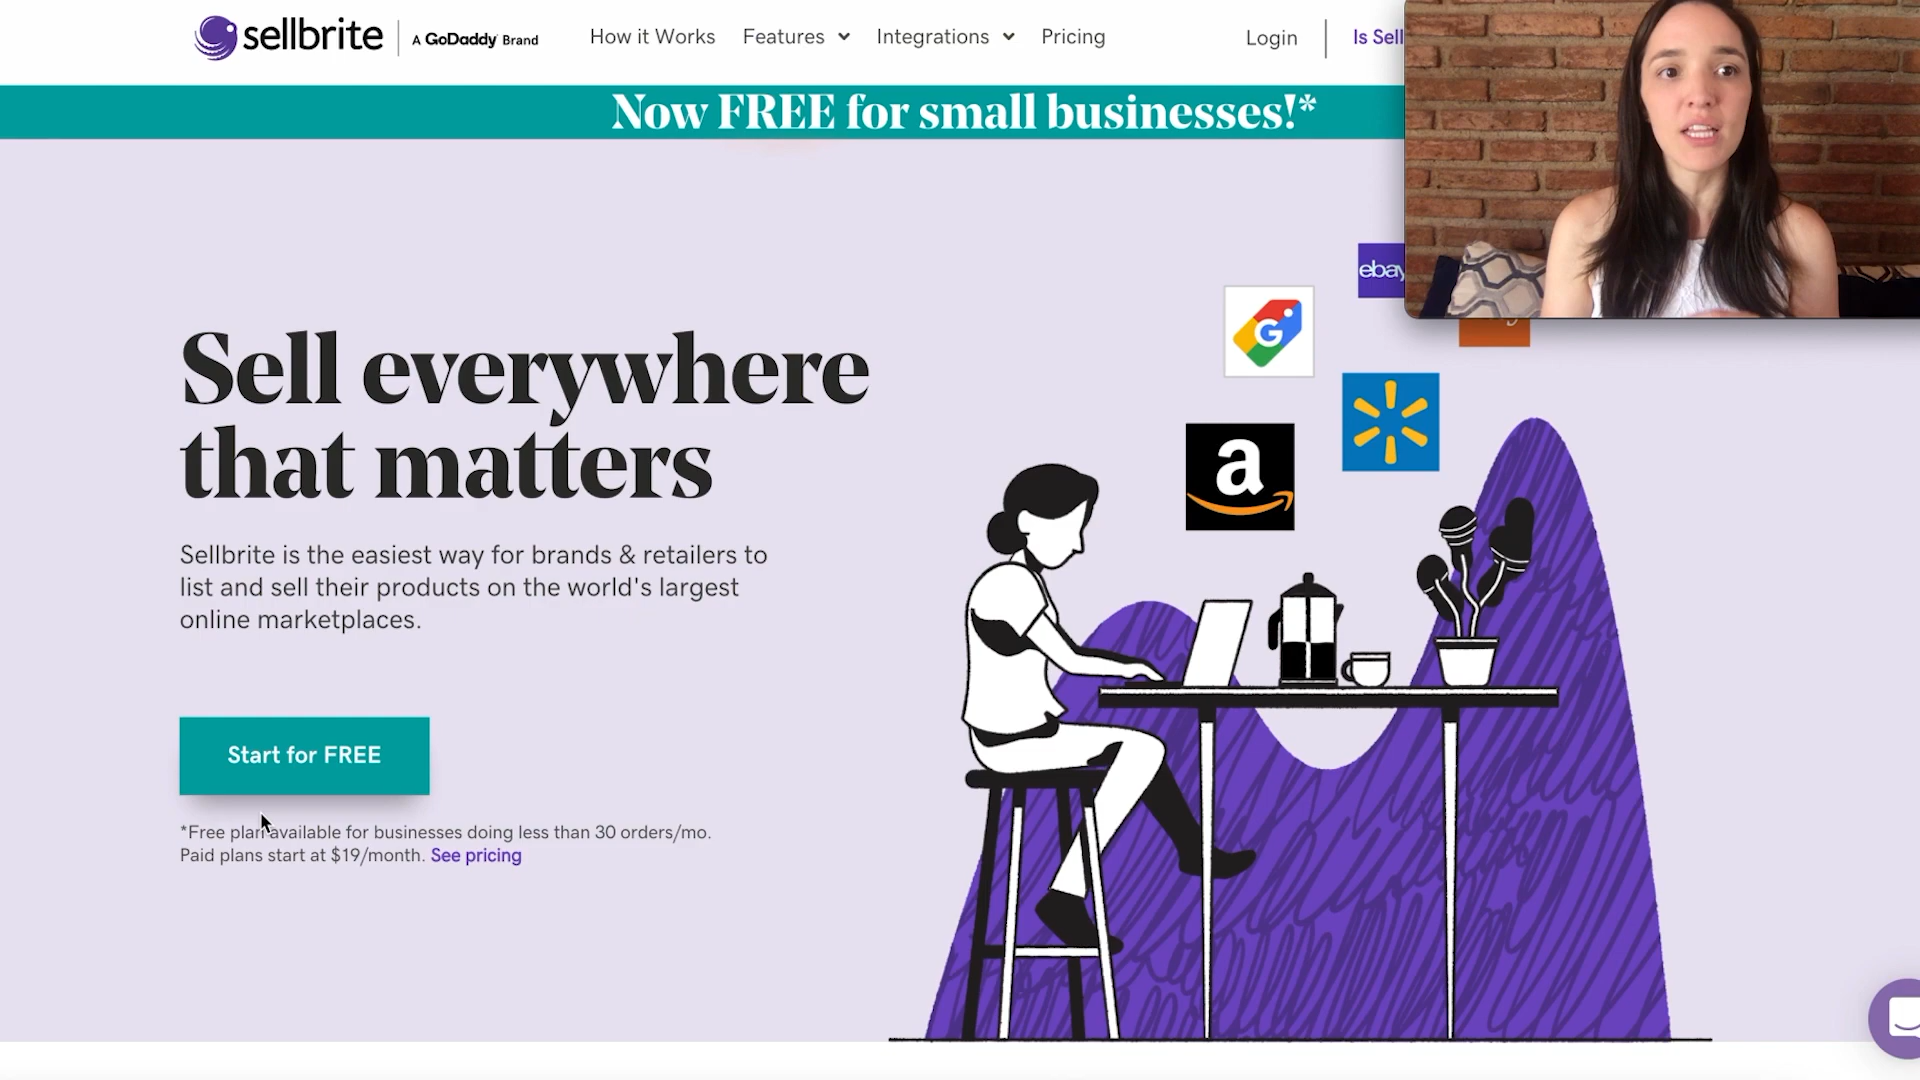 sellbrite
A GoDaddy Brand
How it Works
Features
Integrations
Pricing
Login
Is Sell
Now FREE for small businesses!*
ebay
G
a
Sell everywhere
that matters
Sellbrite is the easiest way for brands & retailers to
list and sell their products on the world's largest
online marketplaces.
Start for FREE
*Free plan available for businesses doing less than 30 orders/mo.
Paid plans start at $19/month. See pricing